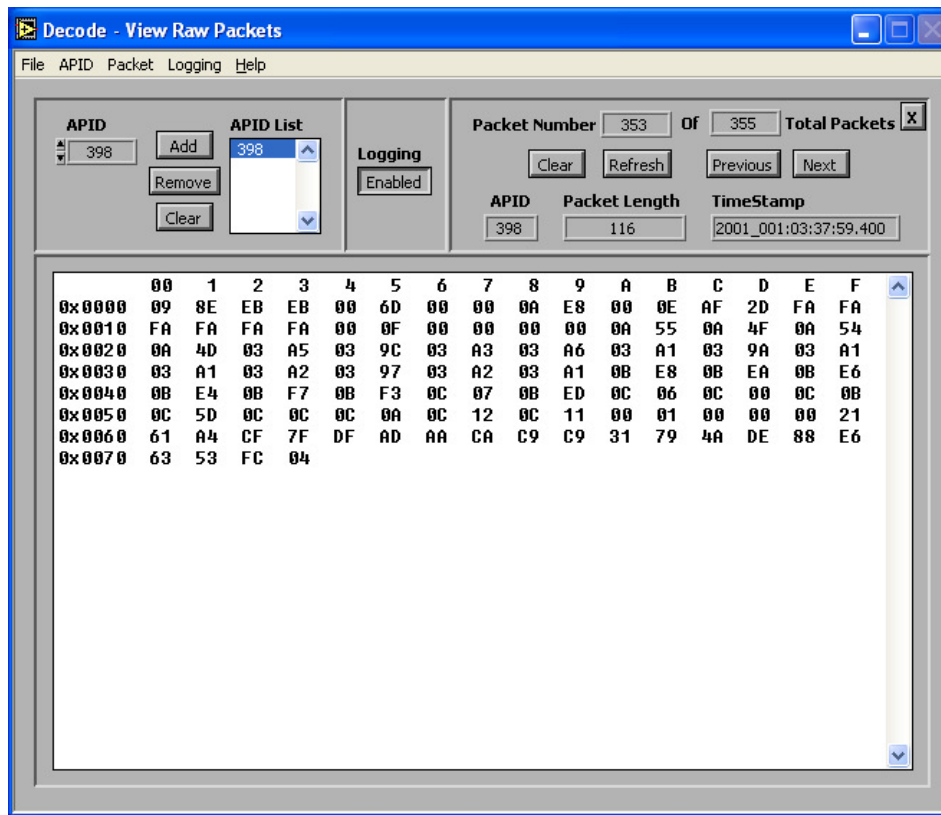 Decode - View Raw Packets
File APID Packet Logging Help
APID
398
Add
Remove
Clear
APID List
398
Logging
Enabled
Packet Number 353 Of 355 Total Packets X
Clear Refresh Previous Next
APID Packet Length TimeStamp
398 116 2001_001:03:37:59.400
00 1 2 3 4 5 6 7 8 9 A B C D E F
0x0000 09 8E EB EB 00 6D 00 00 0A E8 00 0E AF 2D FA FA
0x0010 FA FA FA FA 00 0F 00 00 00 00 0A 55 0A 4F 0A 54
0x0020 0A 4D 03 A5 03 9C 03 A3 03 A6 03 A1 03 9A 03 A1
0x0030 03 A1 03 A2 03 97 03 A2 03 A1 0B E8 0B EA 0B E6
0x0040 0B E4 0B F7 0B F3 0C 07 0B ED 0C 06 0C 00 0C 0B
0x0050 0C 5D 0C 0C 0C 0A 0C 12 0C 11 00 01 00 00 00 21
0x0060 61 A4 CF 7F DF AD AA CA C9 C9 31 79 4A DE 88 E6
0x0070 63 53 FC 04